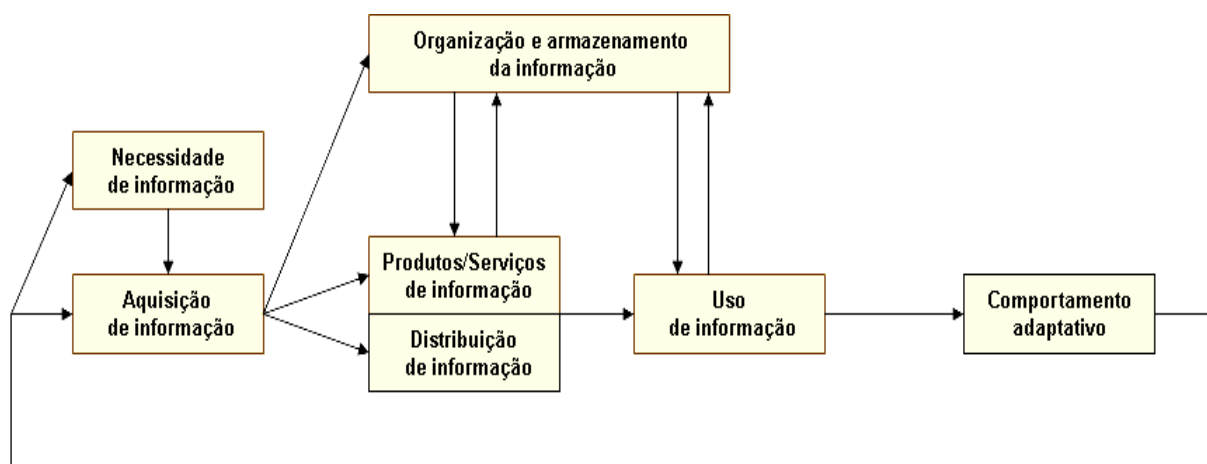 Organização e armazenamento
da informação
Necessidade
de informação
Aquisição
de informação
Produtos/Serviços
de informação
Distribuição
de informação
Uso
de informação
Comportamento
adaptativo